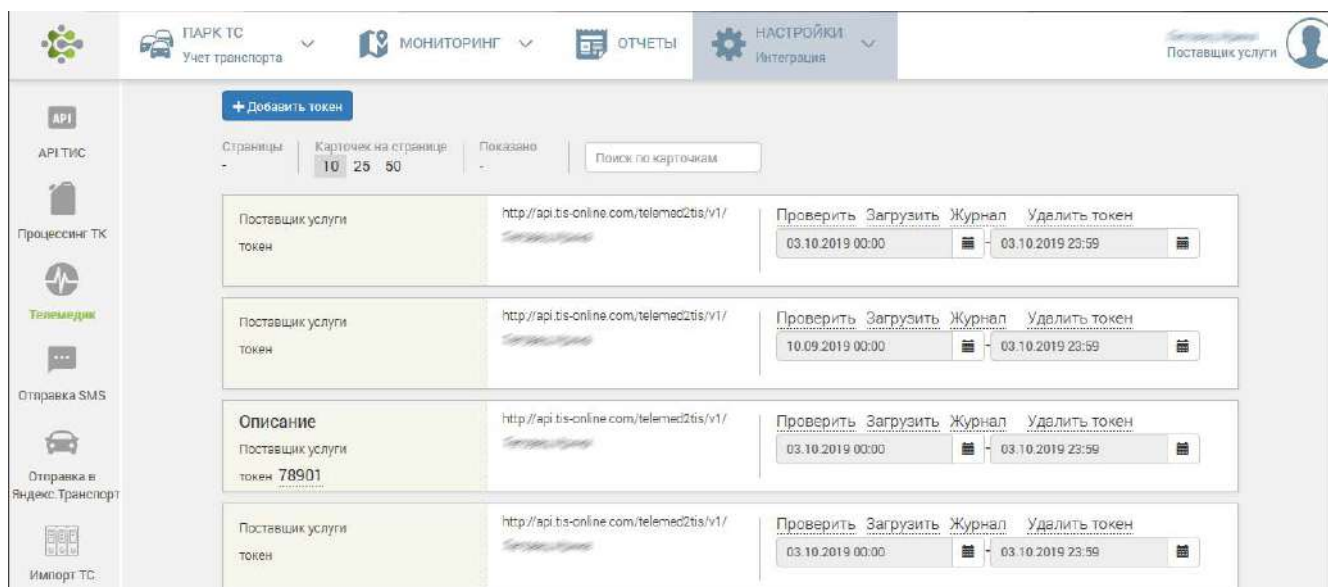 ПАРК ТС
Учет транспорта
МОНИТОРИНГ
ОТЧЕТЫ
НАСТРОЙКИ
Интеграция
Поставщик услуги
API
API ТИС
Процессинг ТК
Телемедик
Отправка SMS
Отправка в
Яндекс.Транспорт
Импорт ТС
+ Добавить токен
Страницы
-
Карточек на странице
10 25 50
Показано
-
Поиск по карточкам
Поставщик услуги
токен
http://api.tis-online.com/telemed2tis/v1/
Проверить Загрузить Журнал Удалить токен
03.10.2019 00:00 - 03.10.2019 23:59
Поставщик услуги
токен
http://api.tis-online.com/telemed2tis/v1/
Проверить Загрузить Журнал Удалить токен
10.09.2019 00:00 - 03.10.2019 23:59
Описание
Поставщик услуги
токен 78901
http://api.tis-online.com/telemed2tis/v1/
Проверить Загрузить Журнал Удалить токен
03.10.2019 00:00 - 03.10.2019 23:59
Поставщик услуги
токен
http://api.tis-online.com/telemed2tis/v1/
Проверить Загрузить Журнал Удалить токен
03.10.2019 00:00 - 03.10.2019 23:59